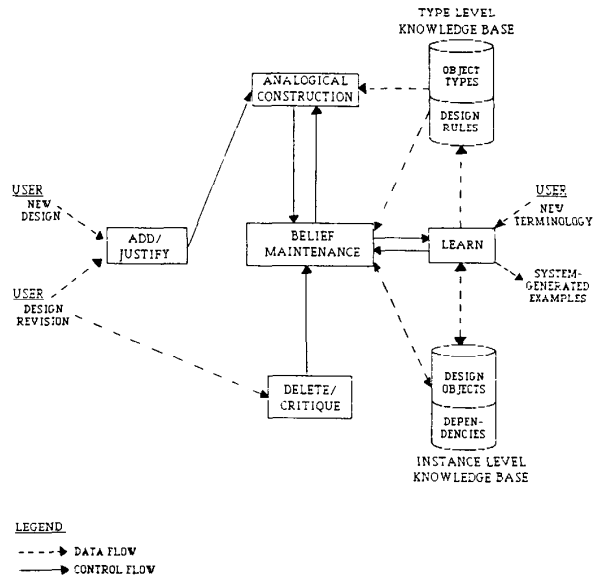 TYPE LEVEL
KNOWLEDGE BASE
OBJECT
TYPES
DESIGN
RULES
ANALOGICAL
CONSTRUCTION
USER
NEW
DESIGN
ADD/
JUSTIFY
USER
DESIGN
REVISION
BELIEF
MAINTENANCE
LEARN
USER
NEW
TERMINOLOGY
SYSTEM-
GENERATED
EXAMPLES
DELETE/
CRITIQUE
DESIGN
OBJECTS
DEPEN-
DENCIES
INSTANCE LEVEL
KNOWLEDGE BASE
LEGEND
DATA FLOW
CONTROL FLOW